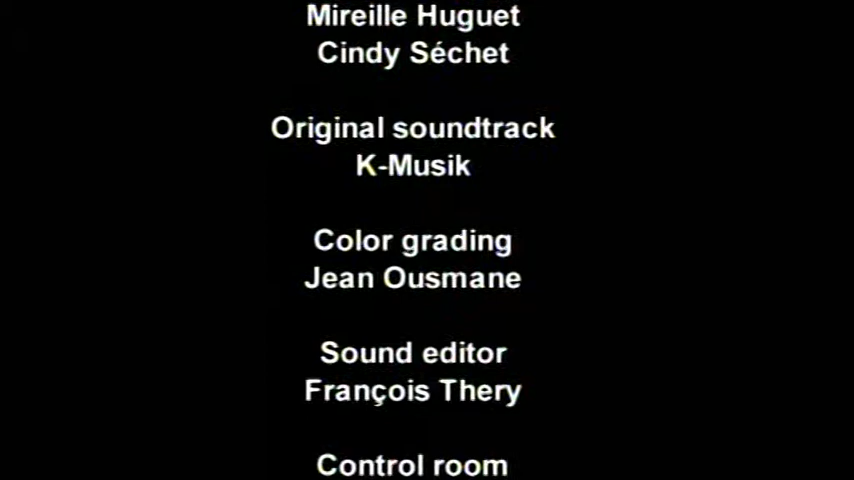 Mireille Huguet
Cindy Séchet
Original soundtrack
K-Musik
Color grading
Jean Ousmane
Sound editor
François Thery
Control room